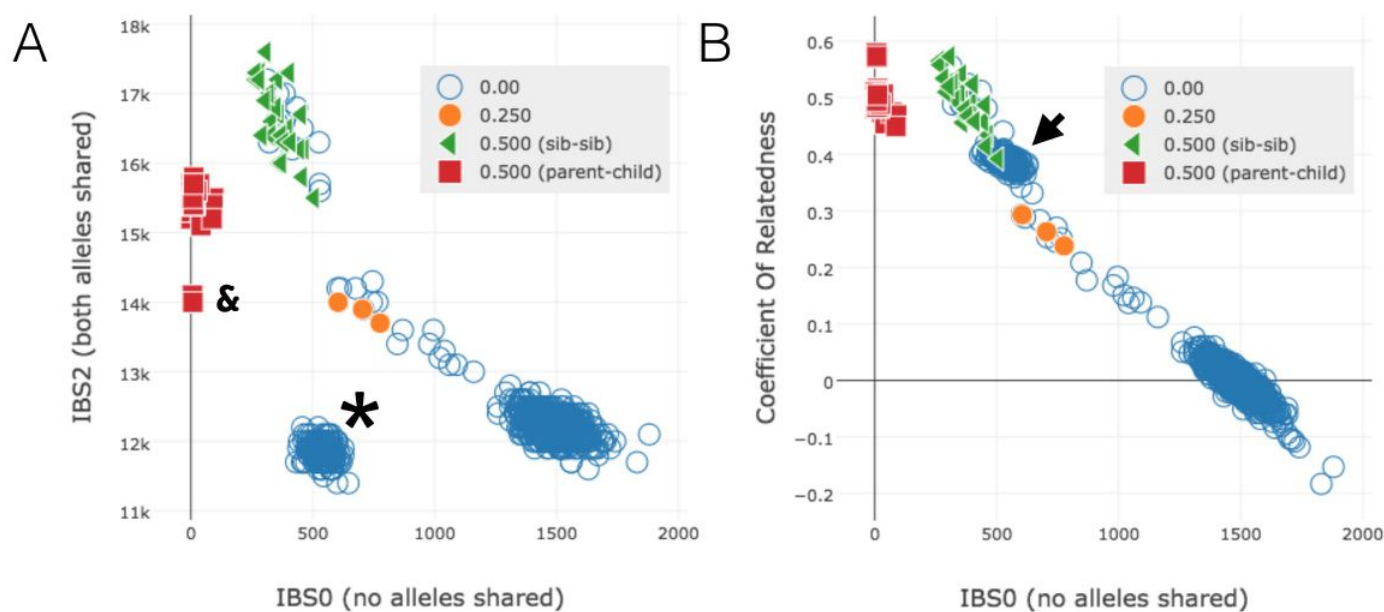 A
IBS2 (both alleles shared)
18k
17k
16k
15k
14k
13k
12k
11k
0.00
0.250
0.500 (sib-sib)
0.500 (parent-child)
&
*
0
500
1000
1500
2000
IBS0 (no alleles shared)
B
Coefficient Of Relatedness
0.6
0.5
0.4
0.3
0.2
0.1
0
−0.1
−0.2
0.00
0.250
0.500 (sib-sib)
0.500 (parent-child)
0
500
1000
1500
2000
IBS0 (no alleles shared)